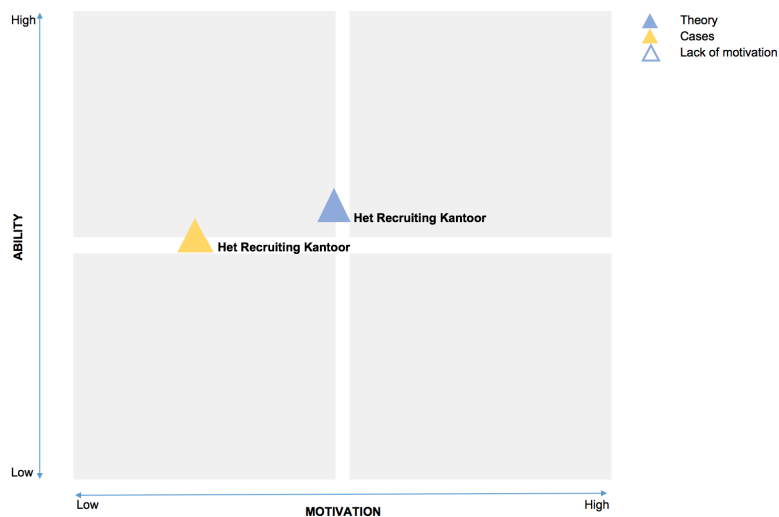 High
Theory
Cases
Lack of motivation
Het Recruiting Kantoor
Het Recruiting Kantoor
ABILITY
Low
Low
High
MOTIVATION